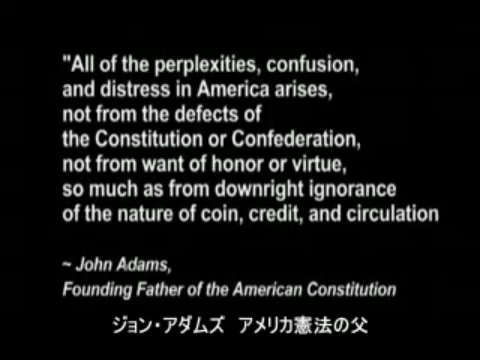 "All of the perplexities, confusion,
and distress in America arises,
not from the defects of
the Constitution or Confederation,
not from want of honor or virtue,
so much as from downright ignorance
of the nature of coin, credit, and circulation
~ John Adams,
Founding Father of the American Constitution
ジョン・アダムズ　アメリカ憲法の父